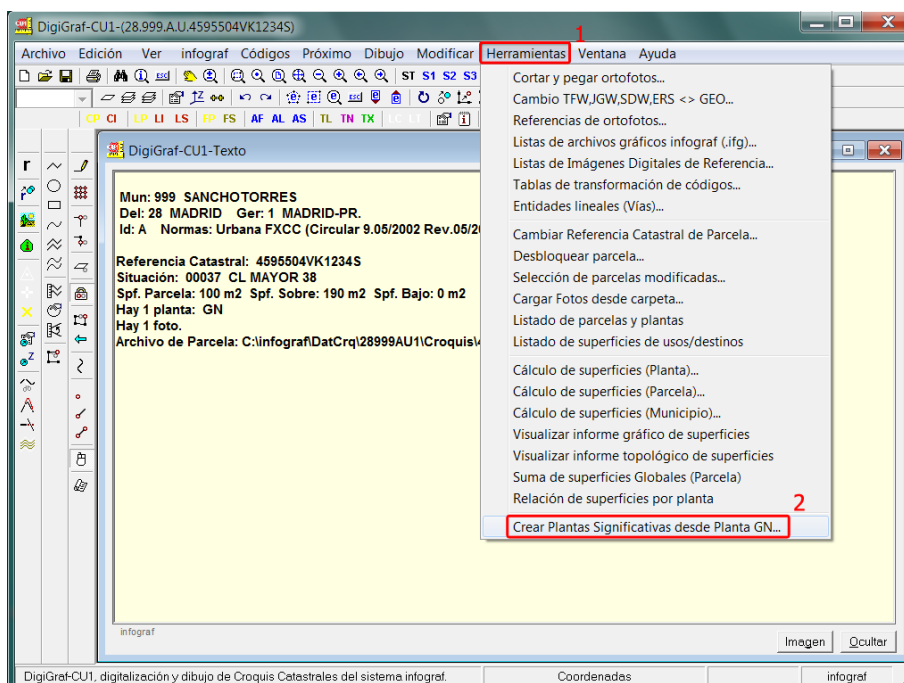 DigiGraf-CU1-(28.999.A.U.4595504VK1234S)
1
Archivo Edición Ver infograf Códigos Próximo Dibujo Modificar Herramientas Ventana Ayuda
ST S1 S2 S3
CP CI LP LI LS FP FS AF AL AS TL TN TX LC LT
DigiGraf-CU1-Texto
Mun: 999 SANCHOTORRES
Del: 28 MADRID Ger: 1 MADRID-PR.
Id: A Normas: Urbana FXCC (Circular 9.05/2002 Rev.05/20
Referencia Catastral: 4595504VK1234S
Situación: 00037 CL MAYOR 38
Spf. Parcela: 100 m2 Spf. Sobre: 190 m2 Spf. Bajo: 0 m2
Hay 1 planta: GN
Hay 1 foto.
Archivo de Parcela: C:\infograf\DatCrq\28999AU1\Croquis\4
Cortar y pegar ortofotos...
Cambio TFW,JGW,SDW,ERS <> GEO...
Referencias de ortofotos...
Listas de archivos gráficos infograf (.ifg)...
Listas de Imágenes Digitales de Referencia...
Tablas de transformación de códigos...
Entidades lineales (Vías)...
Cambiar Referencia Catastral de Parcela...
Desbloquear parcela...
Selección de parcelas modificadas...
Cargar Fotos desde carpeta...
Listado de parcelas y plantas
Listado de superficies de usos/destinos
Cálculo de superficies (Planta)...
Cálculo de superficies (Parcela)...
Cálculo de superficies (Municipio)...
Visualizar informe gráfico de superficies
Visualizar informe topológico de superficies
Suma de superficies Globales (Parcela)
Relación de superficies por planta
2
Crear Plantas Significativas desde Planta GN...
infograf
Imagen Ocultar
DigiGraf-CU1, digitalización y dibujo de Croquis Catastrales del sistema infograf. Coordenadas infograf